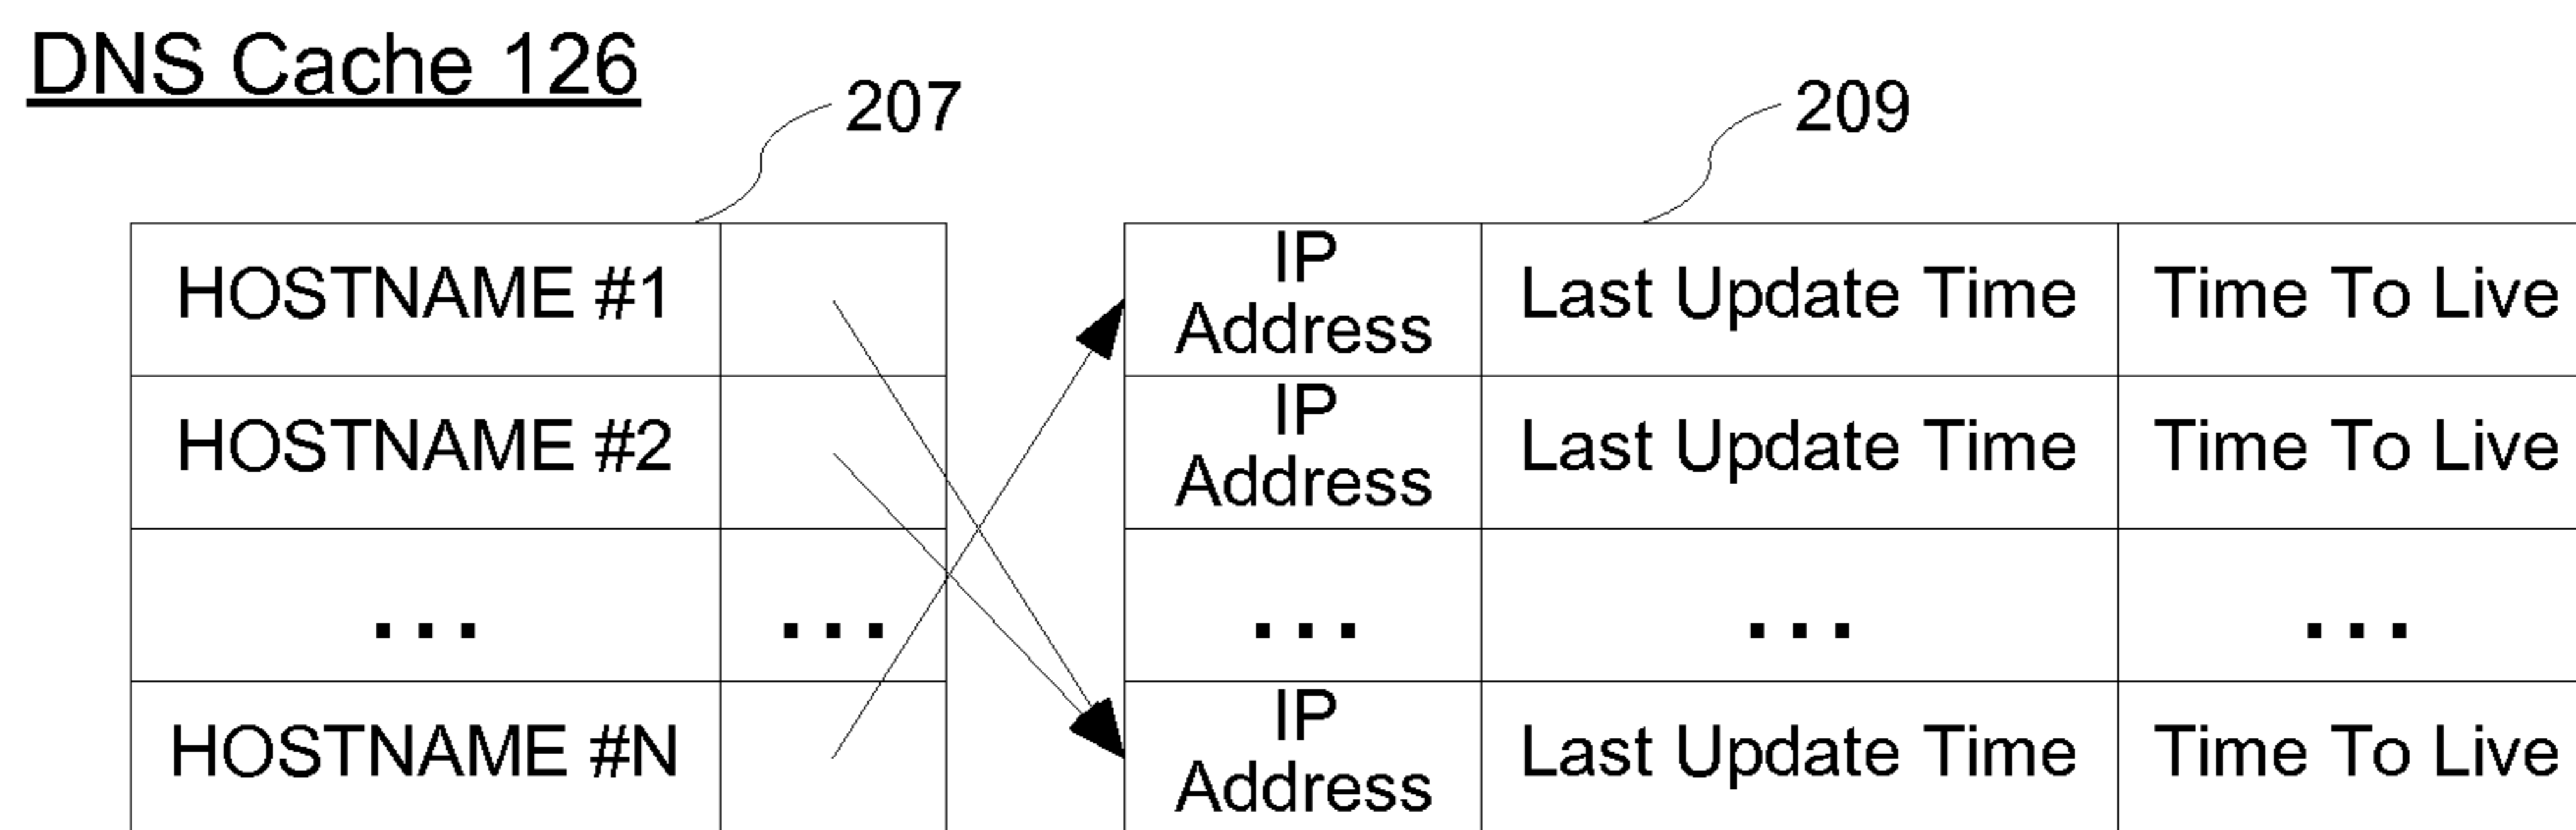 DNS Cache 126
207
209
HOSTNAME #1
IP
Address
Last Update Time
Time To Live
HOSTNAME #2
IP
Address
Last Update Time
Time To Live
...
...
...
...
...
HOSTNAME #N
IP
Address
Last Update Time
Time To Live